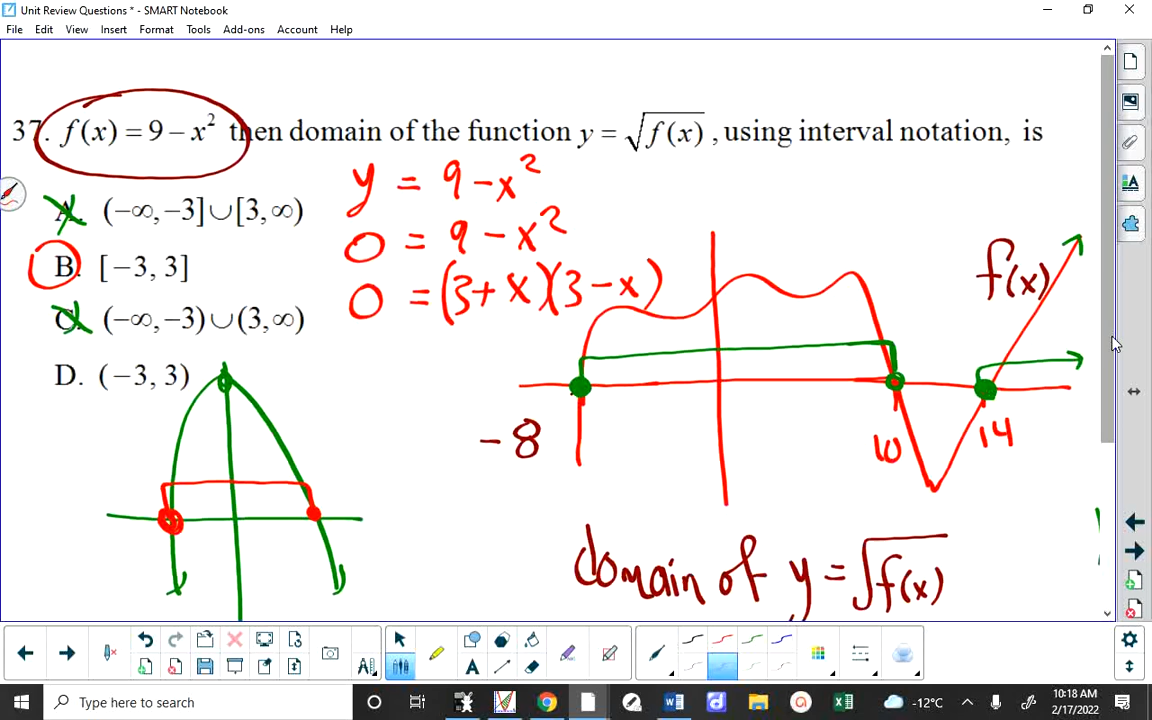 Unit Review Questions * - SMART Notebook
File Edit View Insert Format Tools Add-ons Account Help
37. f(x) = 9 − x² then domain of the function y = √f(x) , using interval notation, is
A. (−∞, −3] ∪ [3, ∞)
B. [−3, 3]
C. (−∞, −3) ∪ (3, ∞)
D. (−3, 3)
y = 9 - x²
0 = 9 - x²
0 = (3 + x)(3 - x)
f(x)
-8
10
14
domain of y = √f(x)
Type here to search
-12°C
10:18 AM
2/17/2022